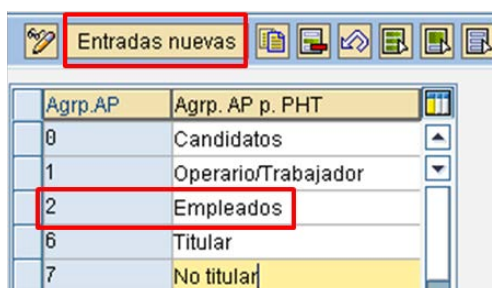 Entradas nuevas
Agrp.AP Agrp. AP p. PHT
0 Candidatos
1 Operario/Trabajador
2 Empleados
6 Titular
7 No titular